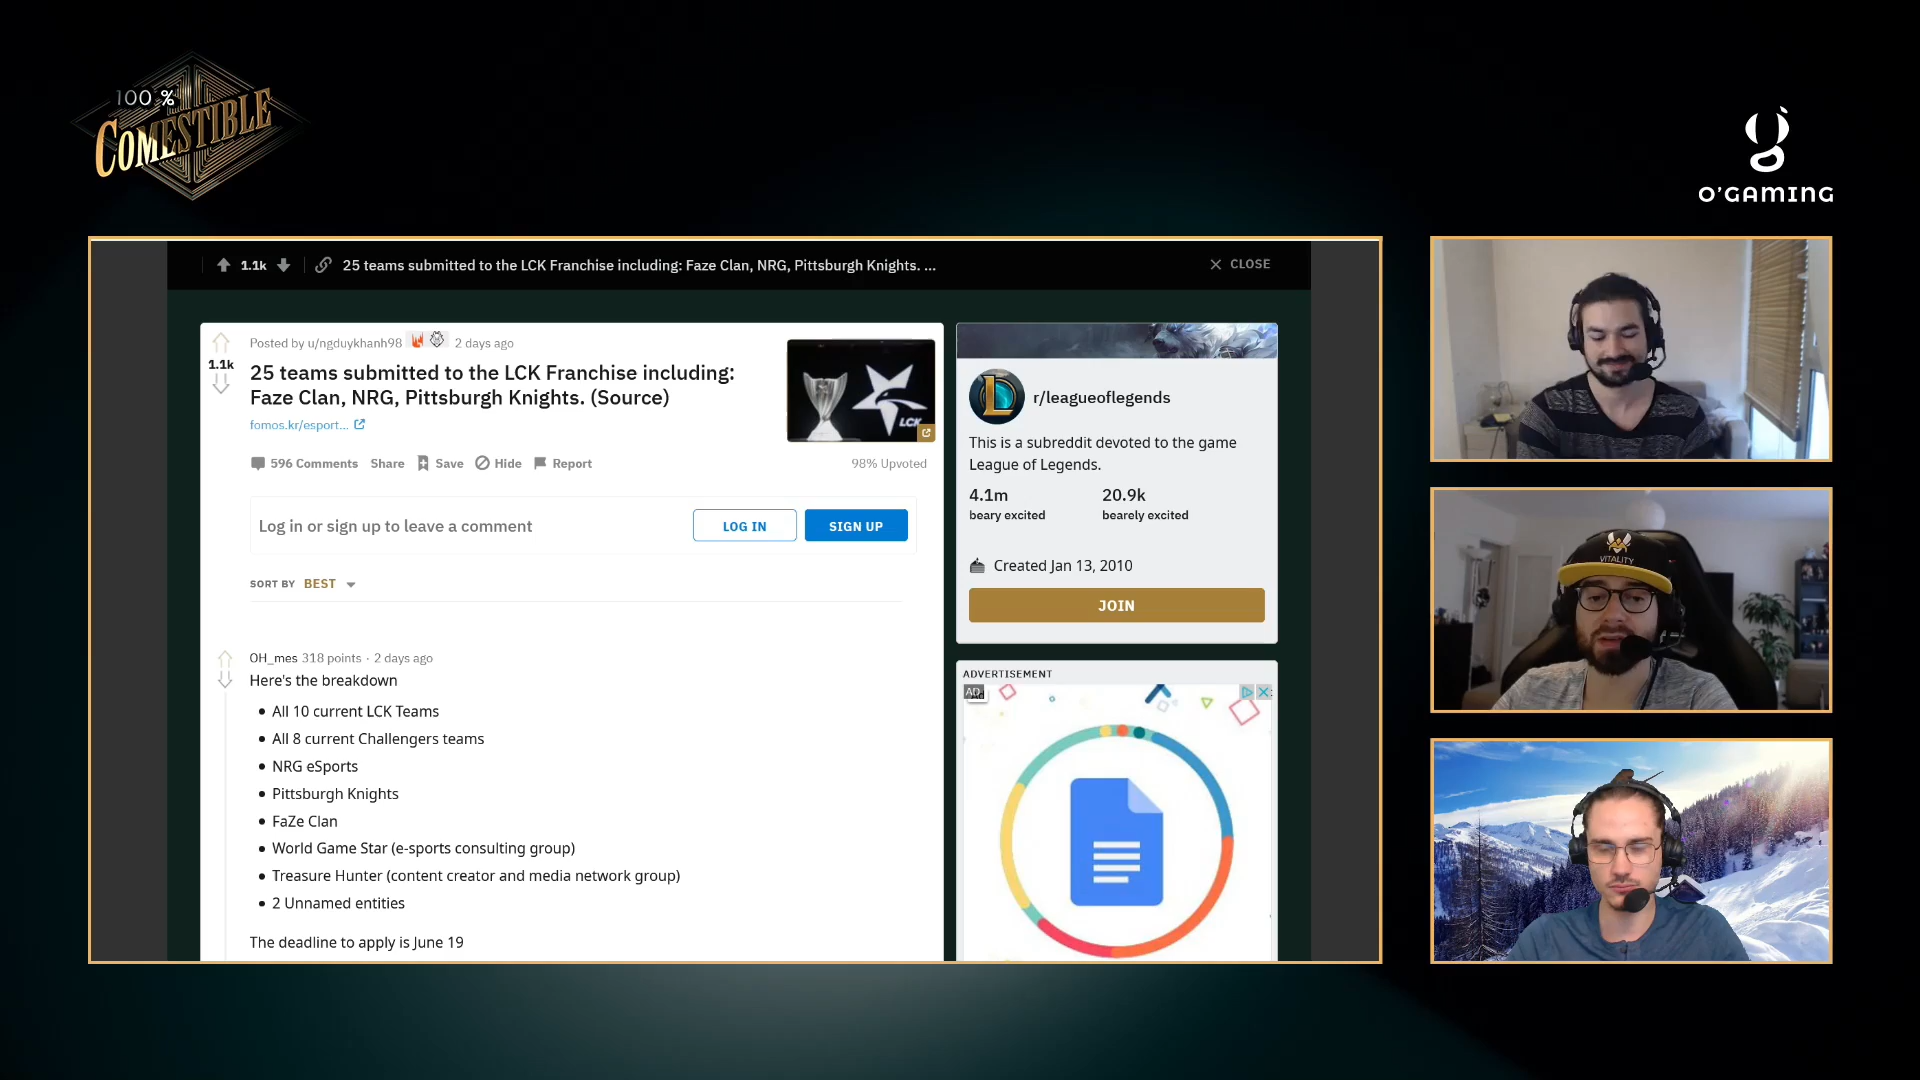 100 %
COMESTIBLE
O'GAMING
1.1k
25 teams submitted to the LCK Franchise including: Faze Clan, NRG, Pittsburgh Knights. ...
CLOSE
Posted by u/ngduykhanh98 2 days ago
1.1k
25 teams submitted to the LCK Franchise including:
Faze Clan, NRG, Pittsburgh Knights. (Source)
fomos.kr/esport...
LCK
596 Comments Share Save Hide Report
98% Upvoted
Log in or sign up to leave a comment
LOG IN
SIGN UP
SORT BY BEST
OH_mes 318 points · 2 days ago
Here's the breakdown
• All 10 current LCK Teams
• All 8 current Challengers teams
• NRG eSports
• Pittsburgh Knights
• FaZe Clan
• World Game Star (e-sports consulting group)
• Treasure Hunter (content creator and media network group)
• 2 Unnamed entities
The deadline to apply is June 19
r/leagueoflegends
This is a subreddit devoted to the game
League of Legends.
4.1m
20.9k
beary excited
bearely excited
Created Jan 13, 2010
JOIN
ADVERTISEMENT
AD
VITALITY